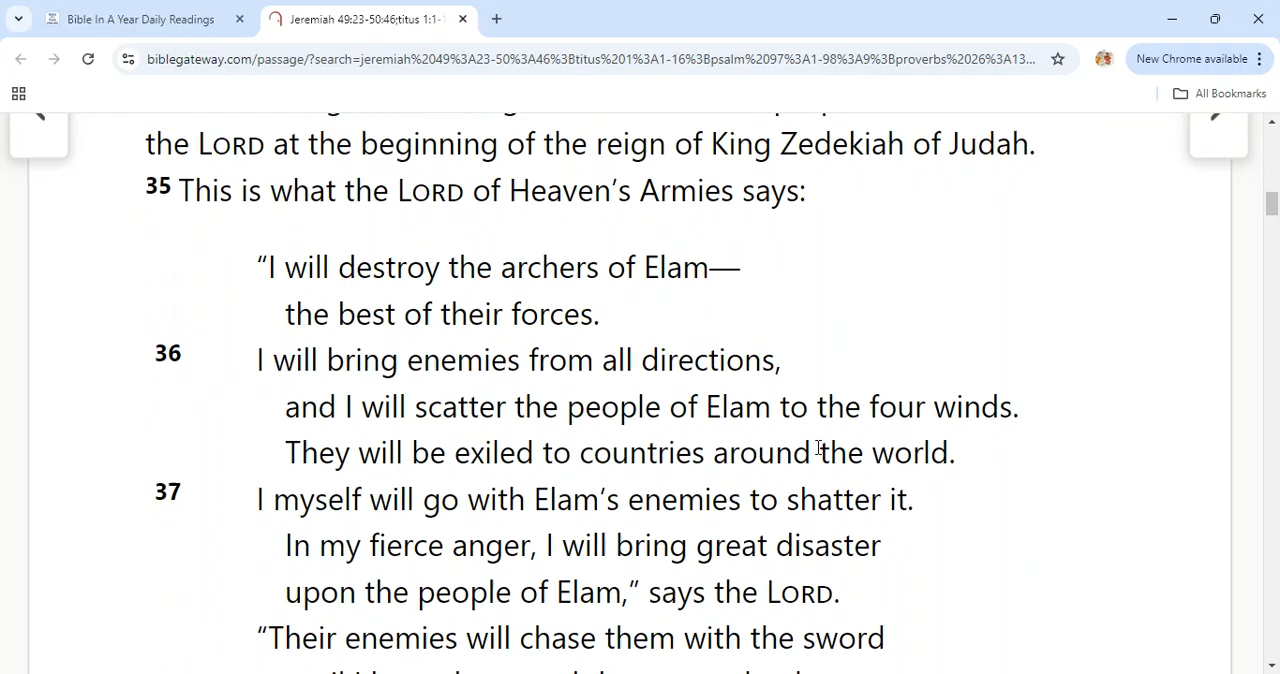 Bible In A Year Daily Readings
Jeremiah 49:23-50:46;titus 1:1-1
biblegateway.com/passage/?search=jeremiah%2049%3A23-50%3A46%3Btitus%201%3A1-16%3Bpsalm%2097%3A1-98%3A9%3Bproverbs%2026%3A13...
New Chrome available
All Bookmarks
the LORD at the beginning of the reign of King Zedekiah of Judah.
35 This is what the LORD of Heaven’s Armies says:
“I will destroy the archers of Elam—
the best of their forces.
36 I will bring enemies from all directions,
and I will scatter the people of Elam to the four winds.
They will be exiled to countries around the world.
37 I myself will go with Elam’s enemies to shatter it.
In my fierce anger, I will bring great disaster
upon the people of Elam,” says the LORD.
“Their enemies will chase them with the sword